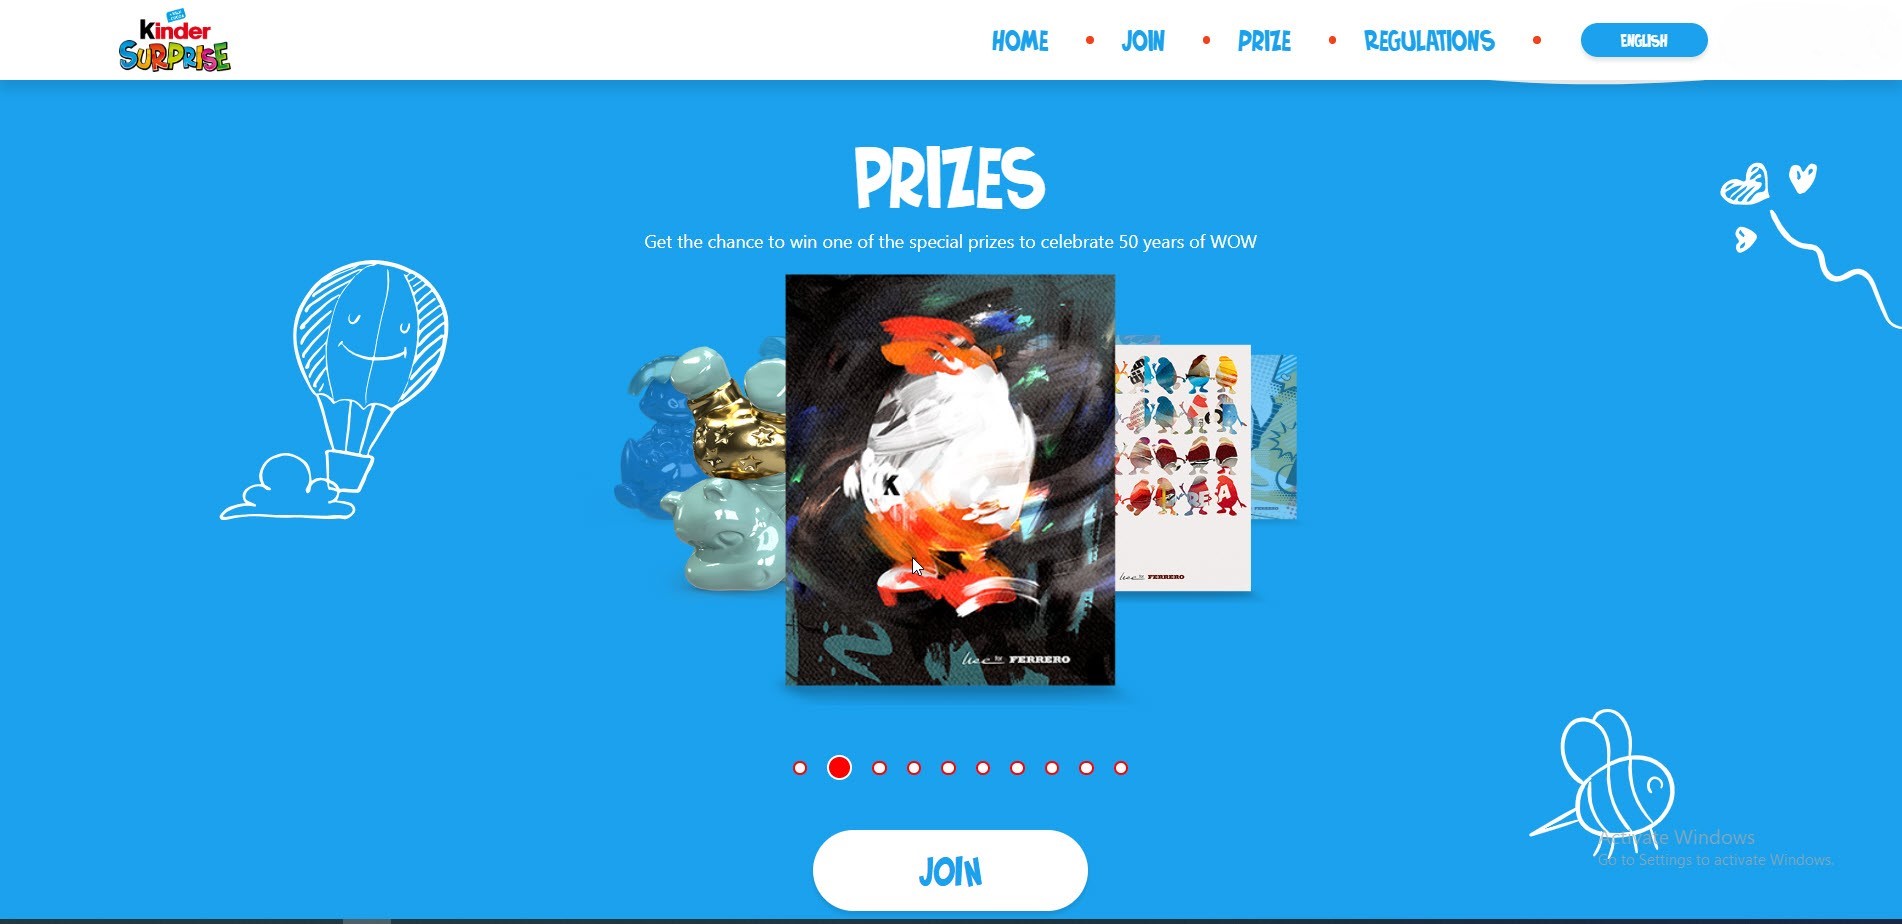 Kinder
SURPRISE
HOME
JOIN
PRIZE
REGULATIONS
ENGLISH
PRIZES
Get the chance to win one of the special prizes to celebrate 50 years of WOW
K
FERRERO
FERRERO
FERRERO
JOIN
Activate Windows
Go to Settings to activate Windows.